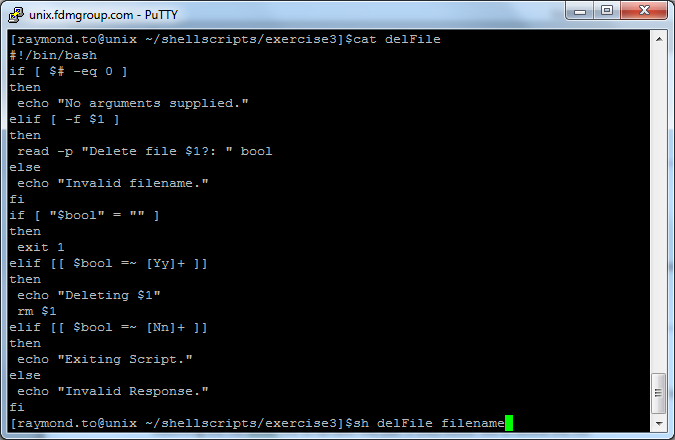 unix.fdmgroup.com - PuTTY
[raymond.to@unix ~/shellscripts/exercise3]$cat delFile
#!/bin/bash
if [ $# -eq 0 ]
then
 echo "No arguments supplied."
elif [ -f $1 ]
then
 read -p "Delete file $1?: " bool
else
 echo "Invalid filename."
fi
if [ "$bool" = "" ]
then
 exit 1
elif [[ $bool =~ [Yy]+ ]]
then
 echo "Deleting $1"
 rm $1
elif [[ $bool =~ [Nn]+ ]]
then
 echo "Exiting Script."
else
 echo "Invalid Response."
fi
[raymond.to@unix ~/shellscripts/exercise3]$sh delFile filename